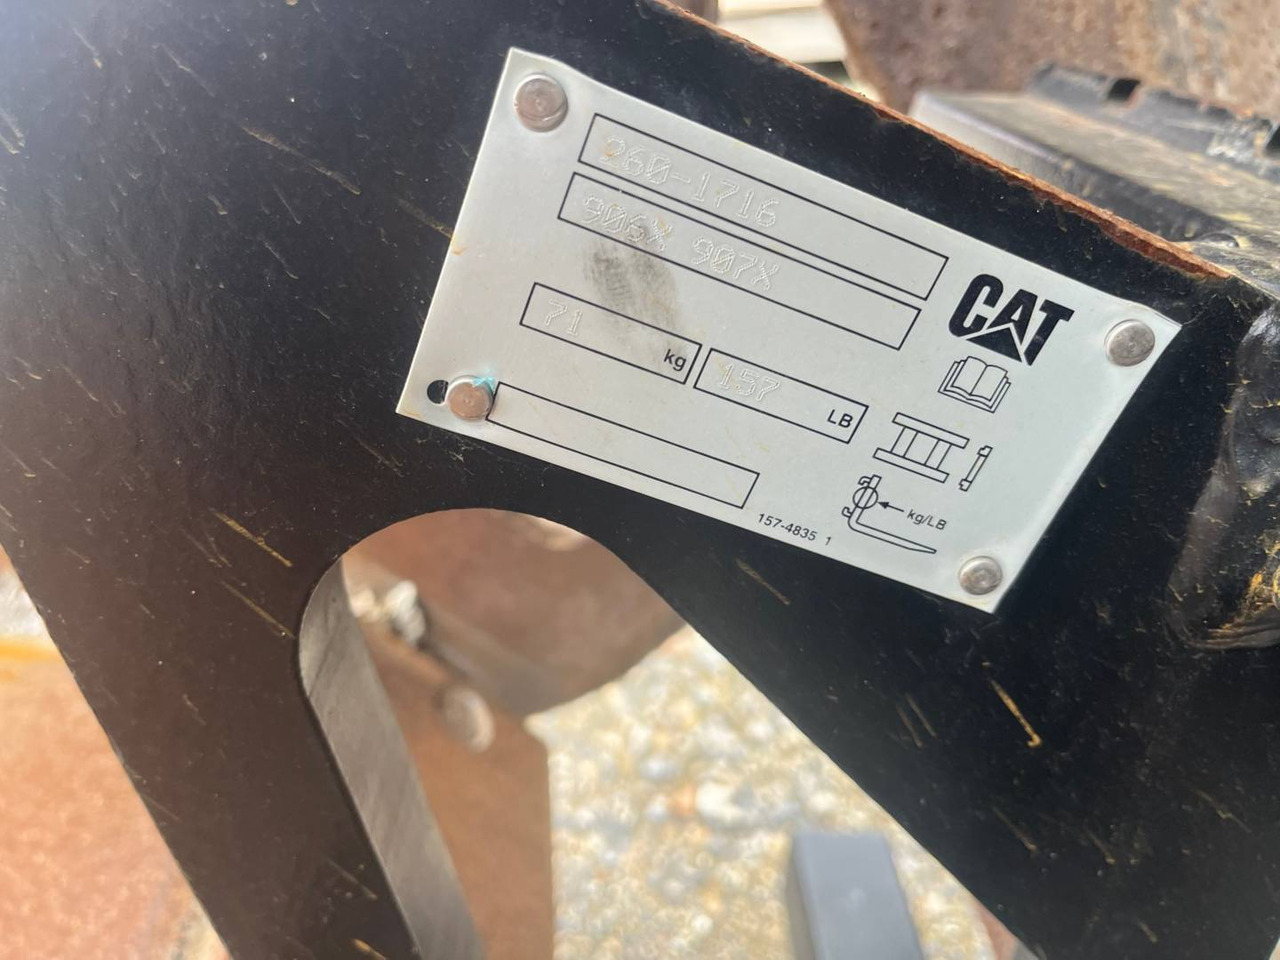 260-1716
906X 907X
CAT
71 kg
157 LB
kg/LB
157-4835 1